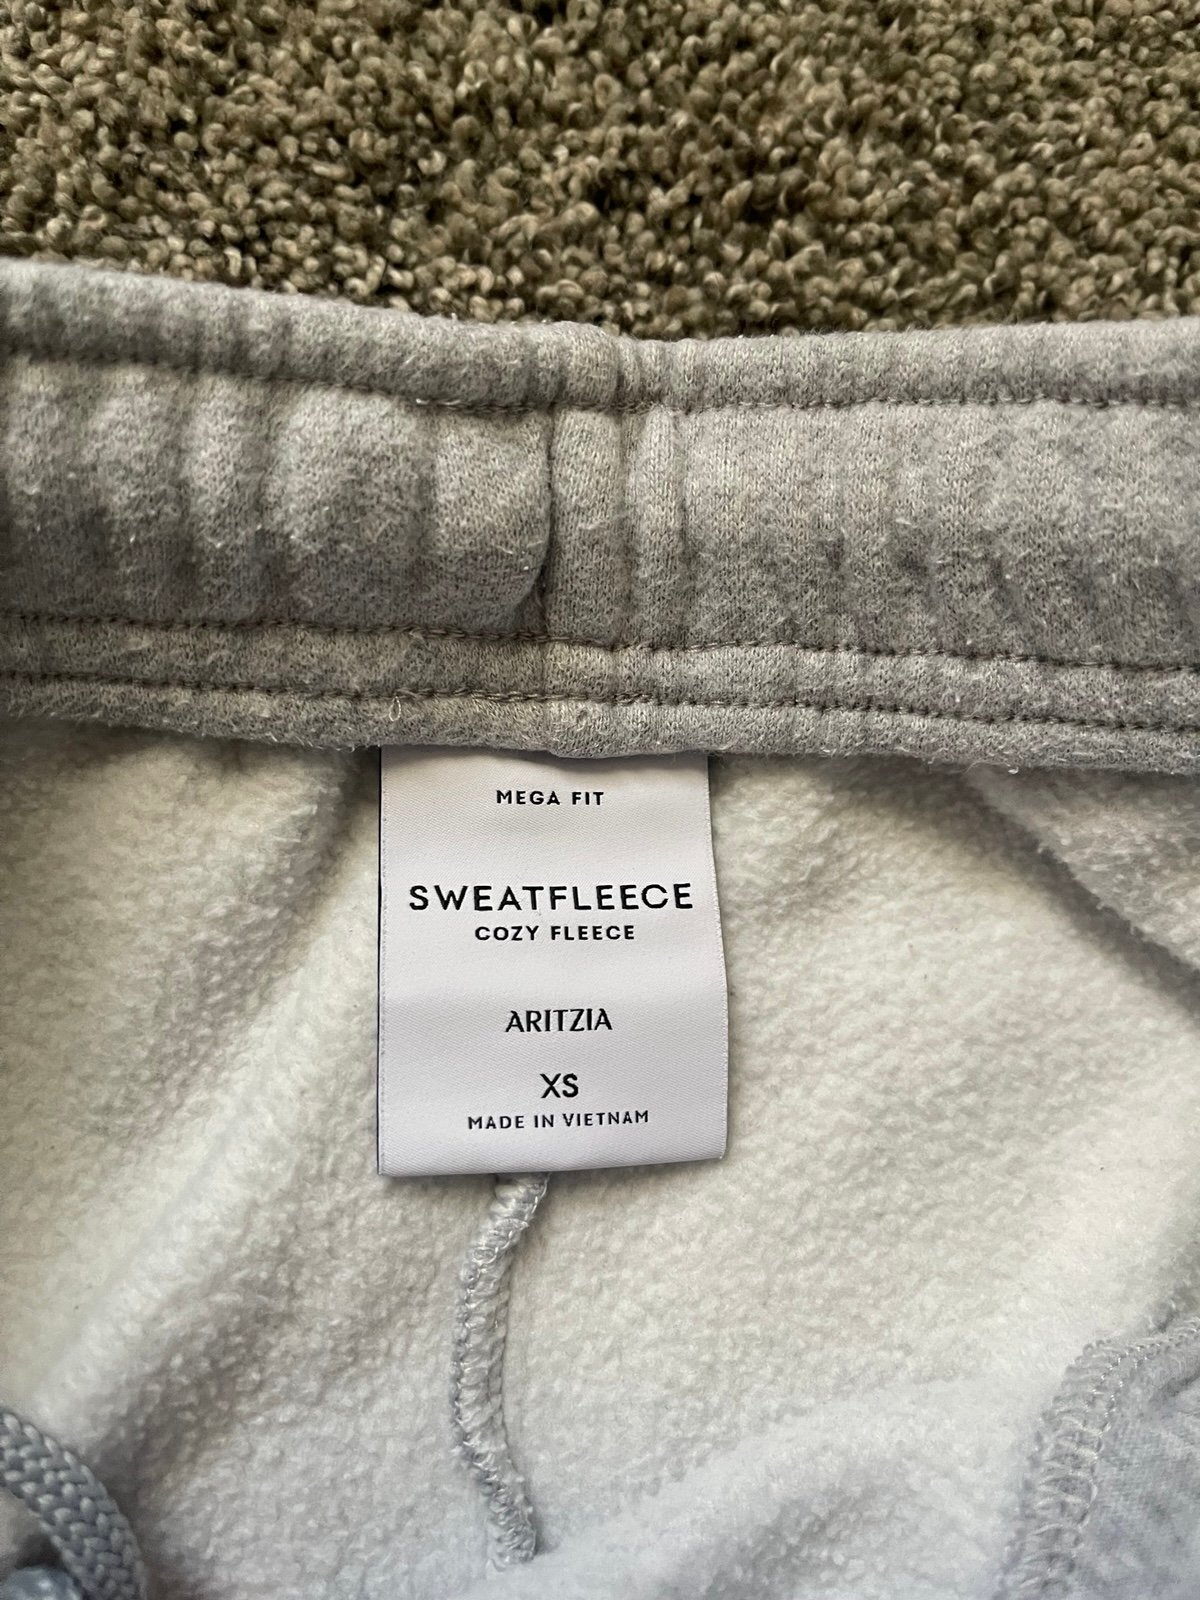 MEGA FIT
SWEATFLEECE
COZY FLEECE
ARITZIA
XS
MADE IN VIETNAM